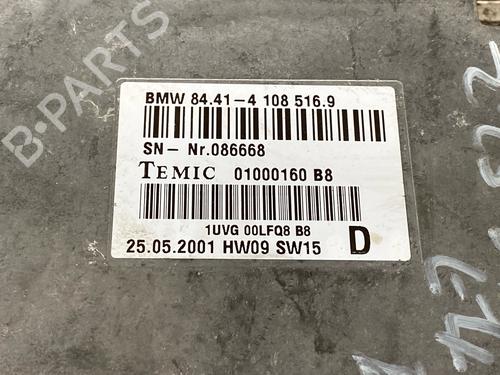 BMW 84.41-4 108 516.9
SN- Nr.086668
TEMIC 01000160 B8
1UVG 00LFQ8 B8
25.05.2001 HW09 SW15 D
B-PARTS